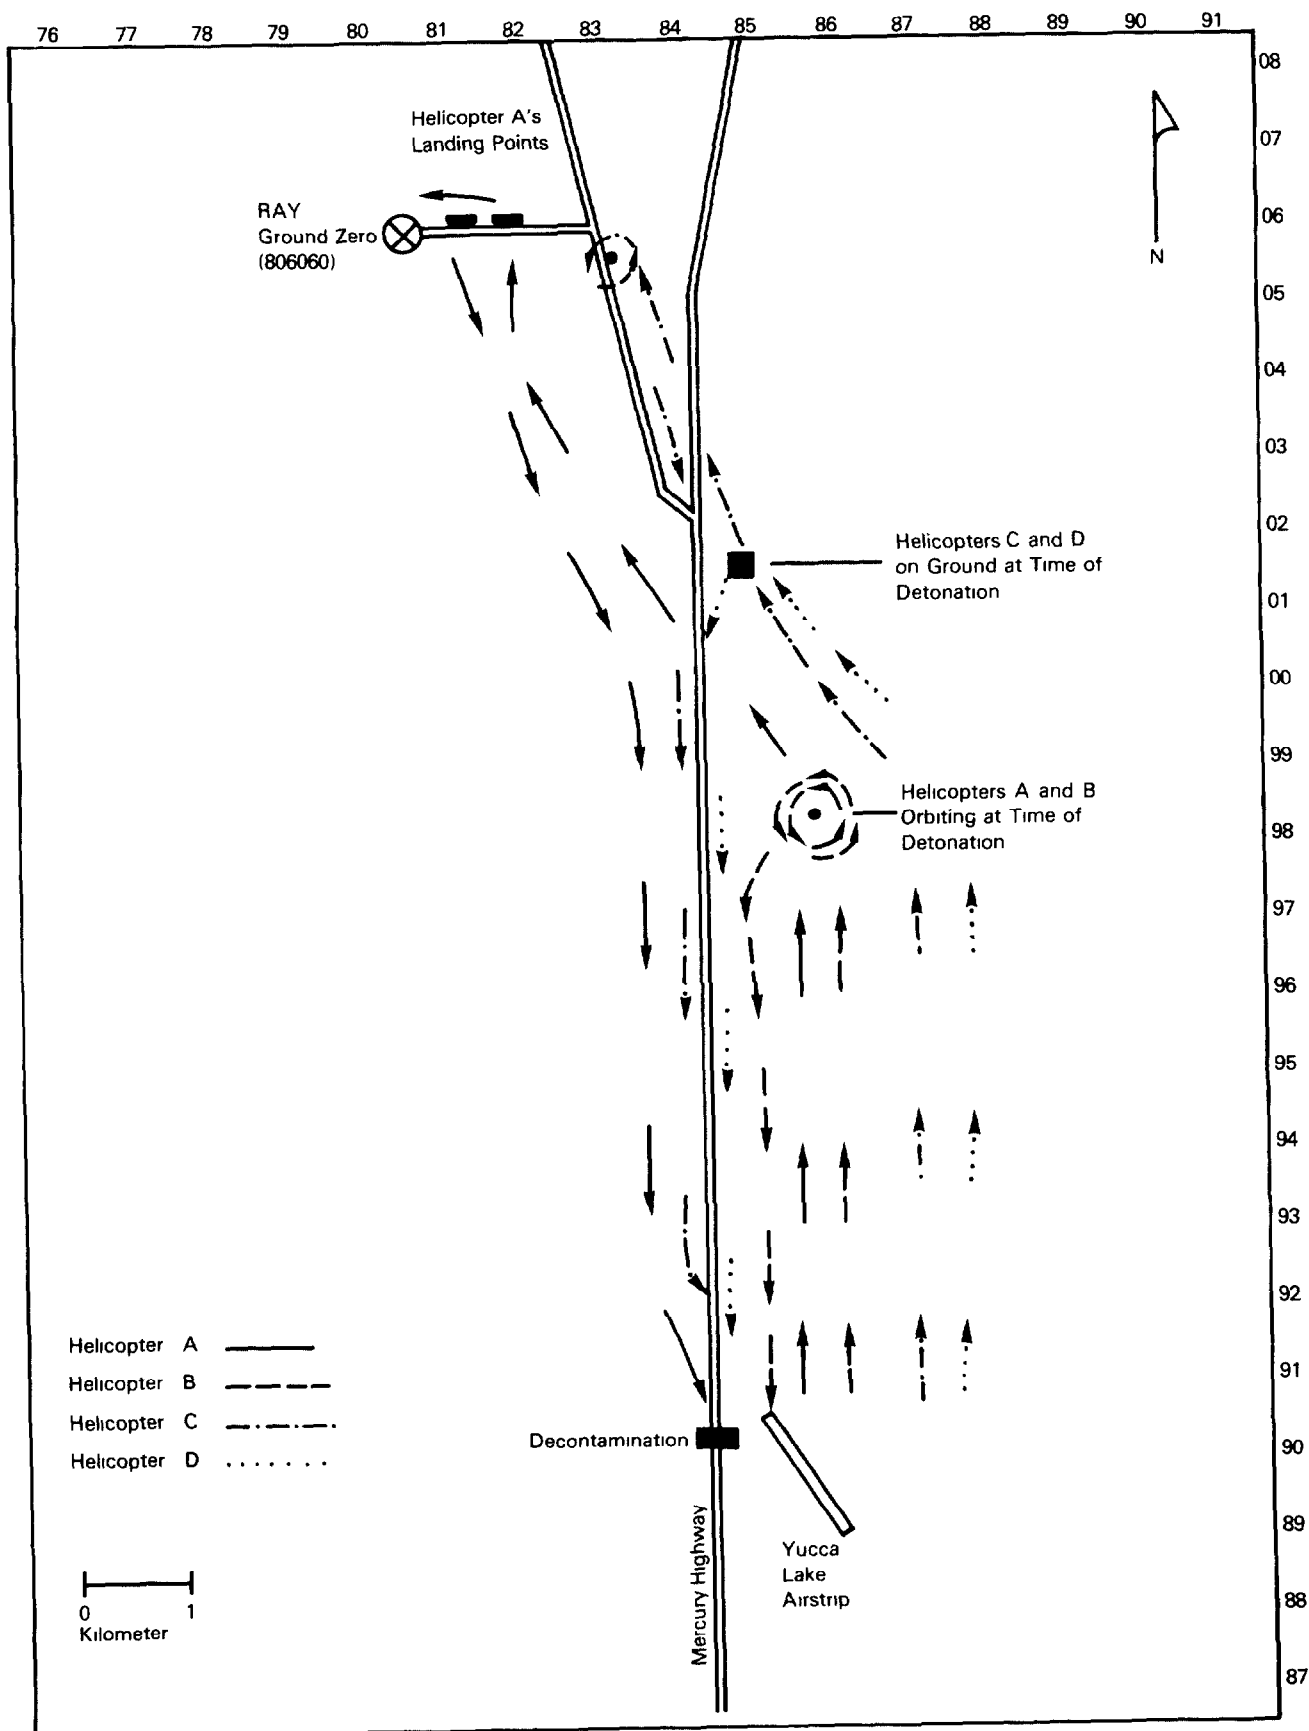 76 77 78 79 80 81 82 83 84 85 86 87 88 89 90 91
08
07
06
05
04
03
02
01
00
99
98
97
96
95
94
93
92
91
90
89
88
87
N
Helicopter A's
Landing Points
RAY
Ground Zero
(806060)
Helicopters C and D
on Ground at Time of
Detonation
Helicopters A and B
Orbiting at Time of
Detonation
Helicopter A
Helicopter B
Helicopter C
Helicopter D
Decontamination
Mercury Highway
Yucca
Lake
Airstrip
0 1
Kilometer